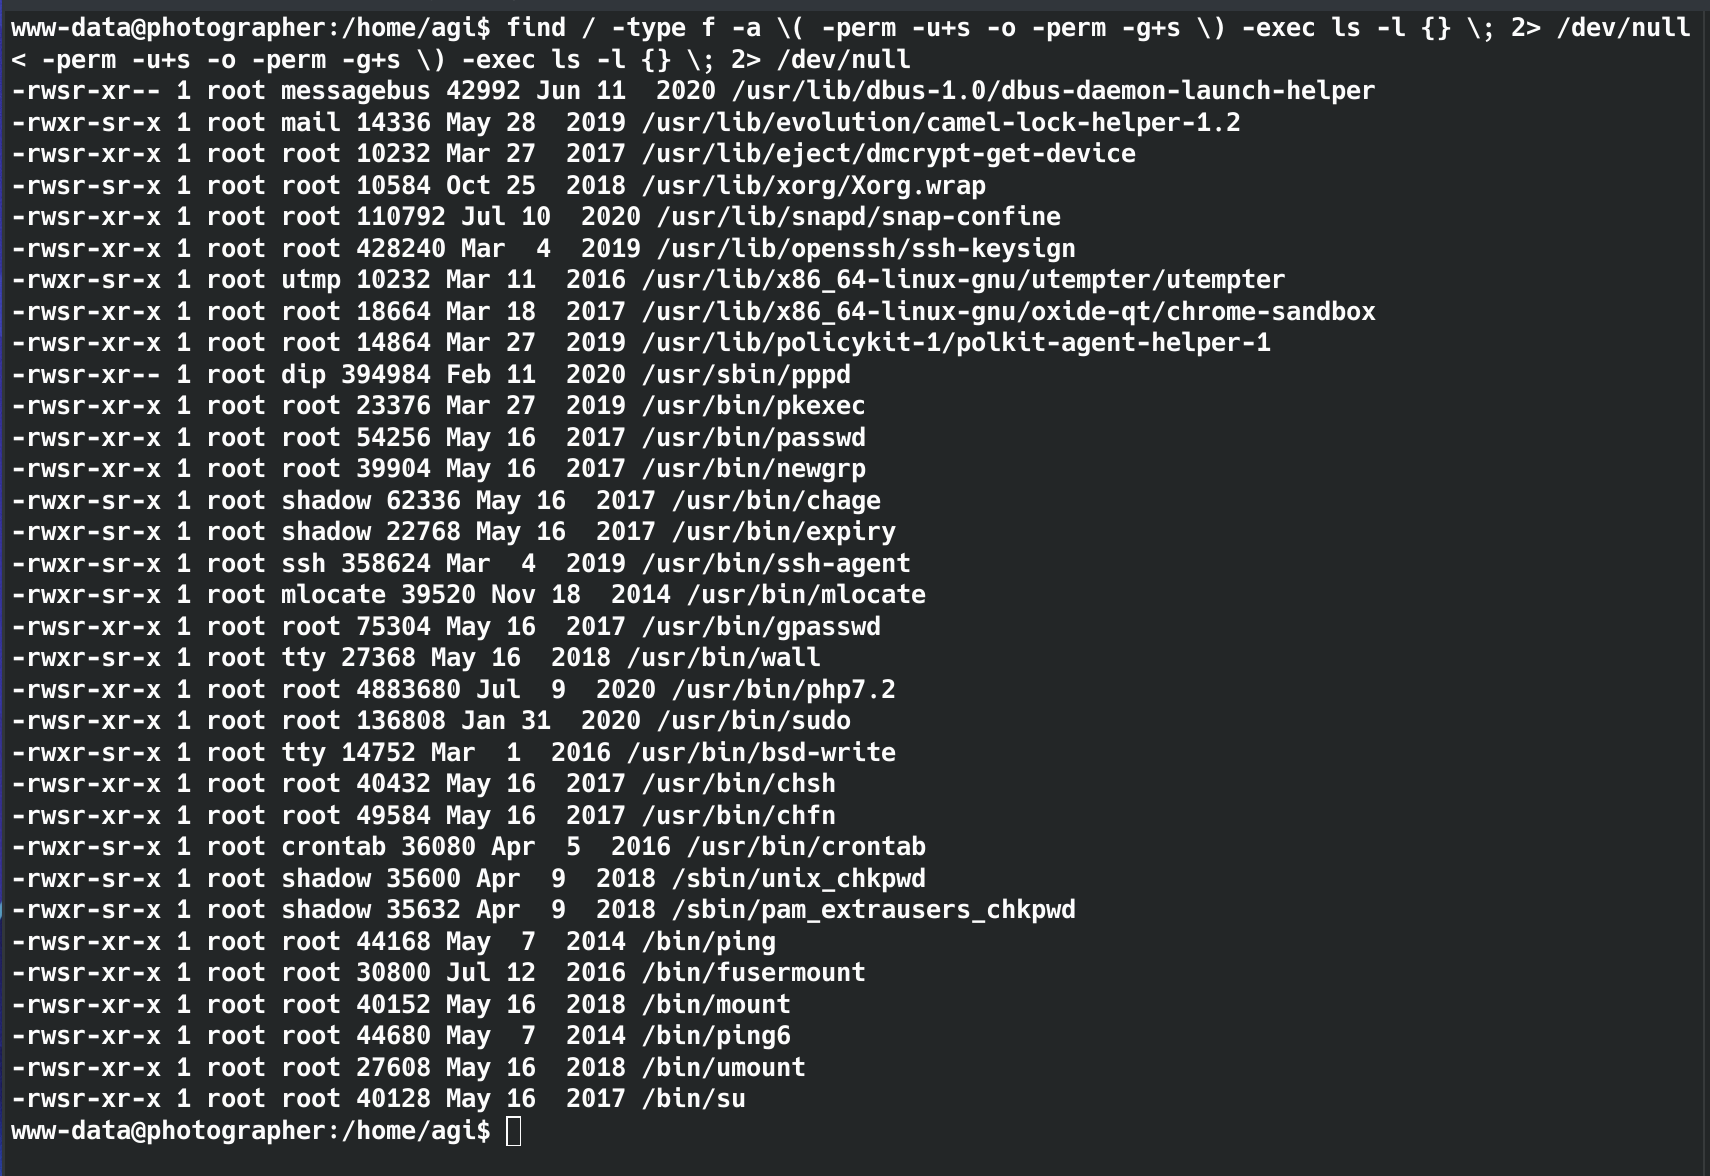 www-data@photographer:/home/agi$ find / -type f -a \( -perm -u+s -o -perm -g+s \) -exec ls -l {} \; 2> /dev/null
< -perm -u+s -o -perm -g+s \) -exec ls -l {} \; 2> /dev/null
-rwsr-xr-- 1 root messagebus 42992 Jun 11  2020 /usr/lib/dbus-1.0/dbus-daemon-launch-helper
-rwxr-sr-x 1 root mail 14336 May 28  2019 /usr/lib/evolution/camel-lock-helper-1.2
-rwsr-xr-x 1 root root 10232 Mar 27  2017 /usr/lib/eject/dmcrypt-get-device
-rwsr-sr-x 1 root root 10584 Oct 25  2018 /usr/lib/xorg/Xorg.wrap
-rwsr-xr-x 1 root root 110792 Jul 10  2020 /usr/lib/snapd/snap-confine
-rwsr-xr-x 1 root root 428240 Mar  4  2019 /usr/lib/openssh/ssh-keysign
-rwxr-sr-x 1 root utmp 10232 Mar 11  2016 /usr/lib/x86_64-linux-gnu/utempter/utempter
-rwsr-xr-x 1 root root 18664 Mar 18  2017 /usr/lib/x86_64-linux-gnu/oxide-qt/chrome-sandbox
-rwsr-xr-x 1 root root 14864 Mar 27  2019 /usr/lib/policykit-1/polkit-agent-helper-1
-rwsr-xr-- 1 root dip 394984 Feb 11  2020 /usr/sbin/pppd
-rwsr-xr-x 1 root root 23376 Mar 27  2019 /usr/bin/pkexec
-rwsr-xr-x 1 root root 54256 May 16  2017 /usr/bin/passwd
-rwsr-xr-x 1 root root 39904 May 16  2017 /usr/bin/newgrp
-rwxr-sr-x 1 root shadow 62336 May 16  2017 /usr/bin/chage
-rwxr-sr-x 1 root shadow 22768 May 16  2017 /usr/bin/expiry
-rwxr-sr-x 1 root ssh 358624 Mar  4  2019 /usr/bin/ssh-agent
-rwxr-sr-x 1 root mlocate 39520 Nov 18  2014 /usr/bin/mlocate
-rwsr-xr-x 1 root root 75304 May 16  2017 /usr/bin/gpasswd
-rwxr-sr-x 1 root tty 27368 May 16  2018 /usr/bin/wall
-rwsr-xr-x 1 root root 4883680 Jul  9  2020 /usr/bin/php7.2
-rwsr-xr-x 1 root root 136808 Jan 31  2020 /usr/bin/sudo
-rwxr-sr-x 1 root tty 14752 Mar  1  2016 /usr/bin/bsd-write
-rwsr-xr-x 1 root root 40432 May 16  2017 /usr/bin/chsh
-rwsr-xr-x 1 root root 49584 May 16  2017 /usr/bin/chfn
-rwxr-sr-x 1 root crontab 36080 Apr  5  2016 /usr/bin/crontab
-rwxr-sr-x 1 root shadow 35600 Apr  9  2018 /sbin/unix_chkpwd
-rwxr-sr-x 1 root shadow 35632 Apr  9  2018 /sbin/pam_extrausers_chkpwd
-rwsr-xr-x 1 root root 44168 May  7  2014 /bin/ping
-rwsr-xr-x 1 root root 30800 Jul 12  2016 /bin/fusermount
-rwsr-xr-x 1 root root 40152 May 16  2018 /bin/mount
-rwsr-xr-x 1 root root 44680 May  7  2014 /bin/ping6
-rwsr-xr-x 1 root root 27608 May 16  2018 /bin/umount
-rwsr-xr-x 1 root root 40128 May 16  2017 /bin/su
www-data@photographer:/home/agi$